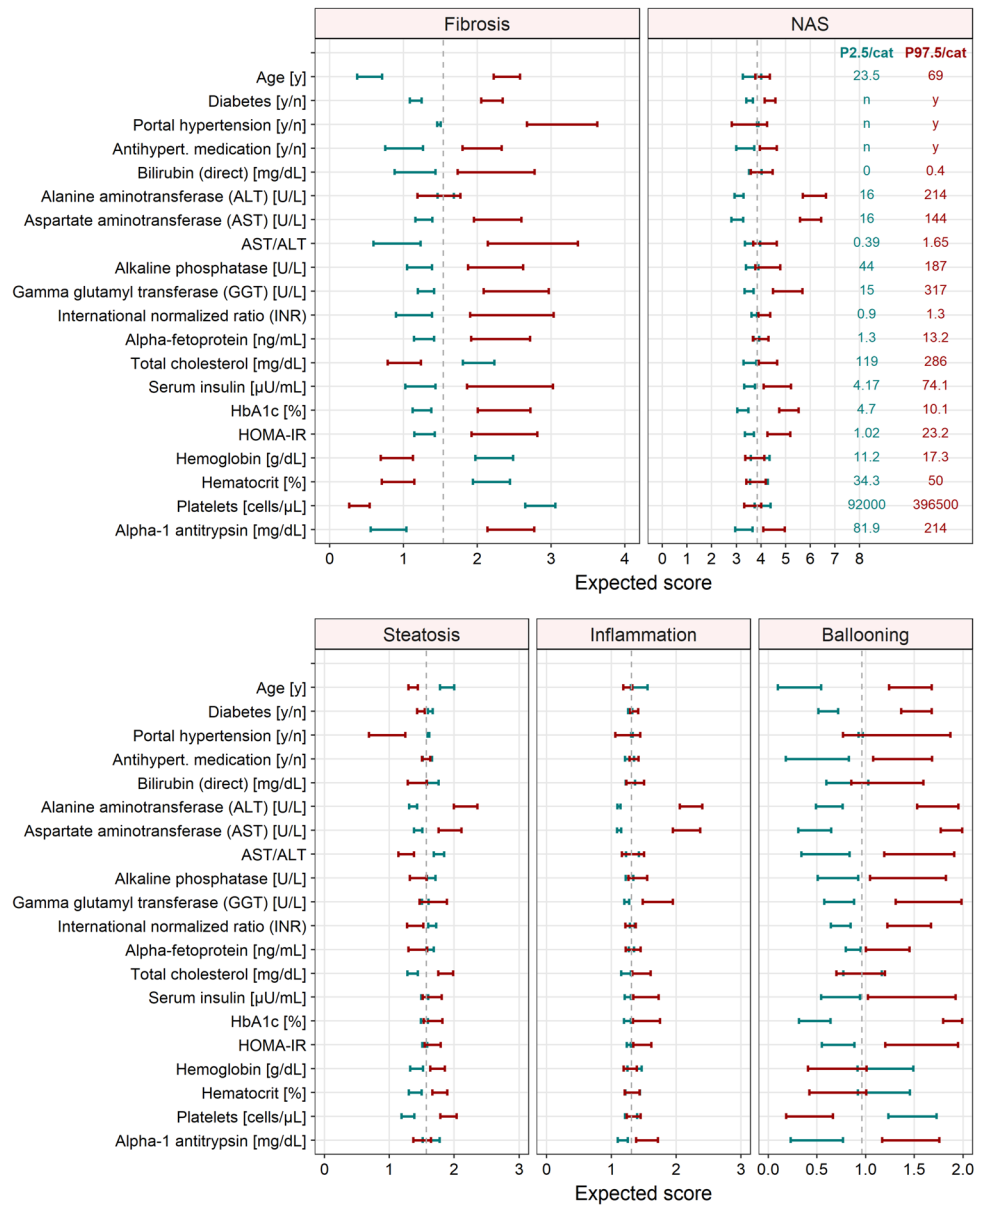 Fibrosis NAS
P2.5/cat P97.5/cat
Age [y] 23.5 69
Diabetes [y/n] n y
Portal hypertension [y/n] n y
Antihypert. medication [y/n] n y
Bilirubin (direct) [mg/dL] 0 0.4
Alanine aminotransferase (ALT) [U/L] 16 214
Aspartate aminotransferase (AST) [U/L] 16 144
AST/ALT 0.39 1.65
Alkaline phosphatase [U/L] 44 187
Gamma glutamyl transferase (GGT) [U/L] 15 317
International normalized ratio (INR) 0.9 1.3
Alpha-fetoprotein [ng/mL] 1.3 13.2
Total cholesterol [mg/dL] 119 286
Serum insulin [µU/mL] 4.17 74.1
HbA1c [%] 4.7 10.1
HOMA-IR 1.02 23.2
Hemoglobin [g/dL] 11.2 17.3
Hematocrit [%] 34.3 50
Platelets [cells/µL] 92000 396500
Alpha-1 antitrypsin [mg/dL] 81.9 214
0 1 2 3 4 0 1 2 3 4 5 6 7 8
Expected score
Steatosis Inflammation Ballooning
Age [y]
Diabetes [y/n]
Portal hypertension [y/n]
Antihypert. medication [y/n]
Bilirubin (direct) [mg/dL]
Alanine aminotransferase (ALT) [U/L]
Aspartate aminotransferase (AST) [U/L]
AST/ALT
Alkaline phosphatase [U/L]
Gamma glutamyl transferase (GGT) [U/L]
International normalized ratio (INR)
Alpha-fetoprotein [ng/mL]
Total cholesterol [mg/dL]
Serum insulin [µU/mL]
HbA1c [%]
HOMA-IR
Hemoglobin [g/dL]
Hematocrit [%]
Platelets [cells/µL]
Alpha-1 antitrypsin [mg/dL]
0 1 2 3 0 1 2 3 0.0 0.5 1.0 1.5 2.0
Expected score